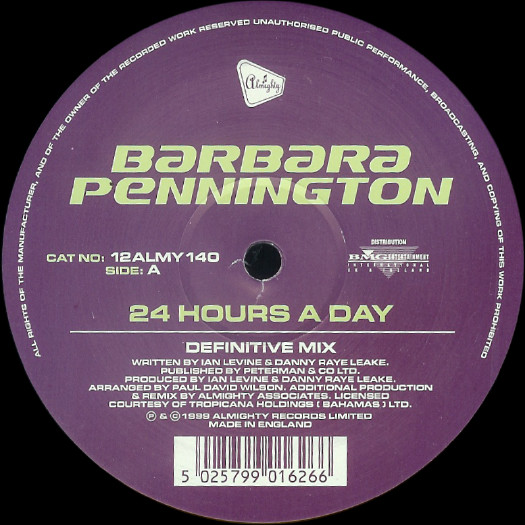 ALL RIGHTS OF THE MANUFACTURER, AND OF THE OWNER OF THE RECORDED WORK RESERVED UNAUTHORISED PUBLIC PERFORMANCE, BROADCASTING, AND COPYING OF THIS WORK PROHIBITED
Almighty
BARBARA
PENNINGTON
CAT NO: 12ALMY140
SIDE: A
DISTRIBUTION
BMG ENTERTAINMENT
INTERNATIONAL
UK & IRELAND
24 HOURS A DAY
DEFINITIVE MIX
WRITTEN BY IAN LEVINE & DANNY RAYE LEAKE.
PUBLISHED BY PETERMAN & CO LTD.
PRODUCED BY IAN LEVINE & DANNY RAYE LEAKE.
ARRANGED BY PAUL DAVID WILSON. ADDITIONAL PRODUCTION
& REMIX BY ALMIGHTY ASSOCIATES. LICENSED
COURTESY OF TROPICANA HOLDINGS (BAHAMAS) LTD.
℗ & © 1999 ALMIGHTY RECORDS LIMITED
MADE IN ENGLAND
5 025799 016266